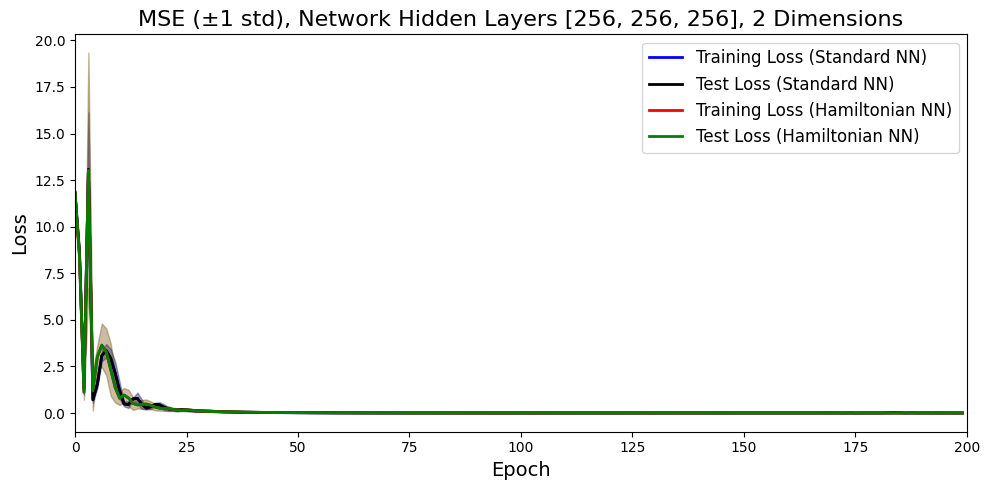 MSE (±1 std), Network Hidden Layers [256, 256, 256], 2 Dimensions
Training Loss (Standard NN)
Test Loss (Standard NN)
Training Loss (Hamiltonian NN)
Test Loss (Hamiltonian NN)
Loss
20.0
17.5
15.0
12.5
10.0
7.5
5.0
2.5
0.0
0 25 50 75 100 125 150 175 200
Epoch